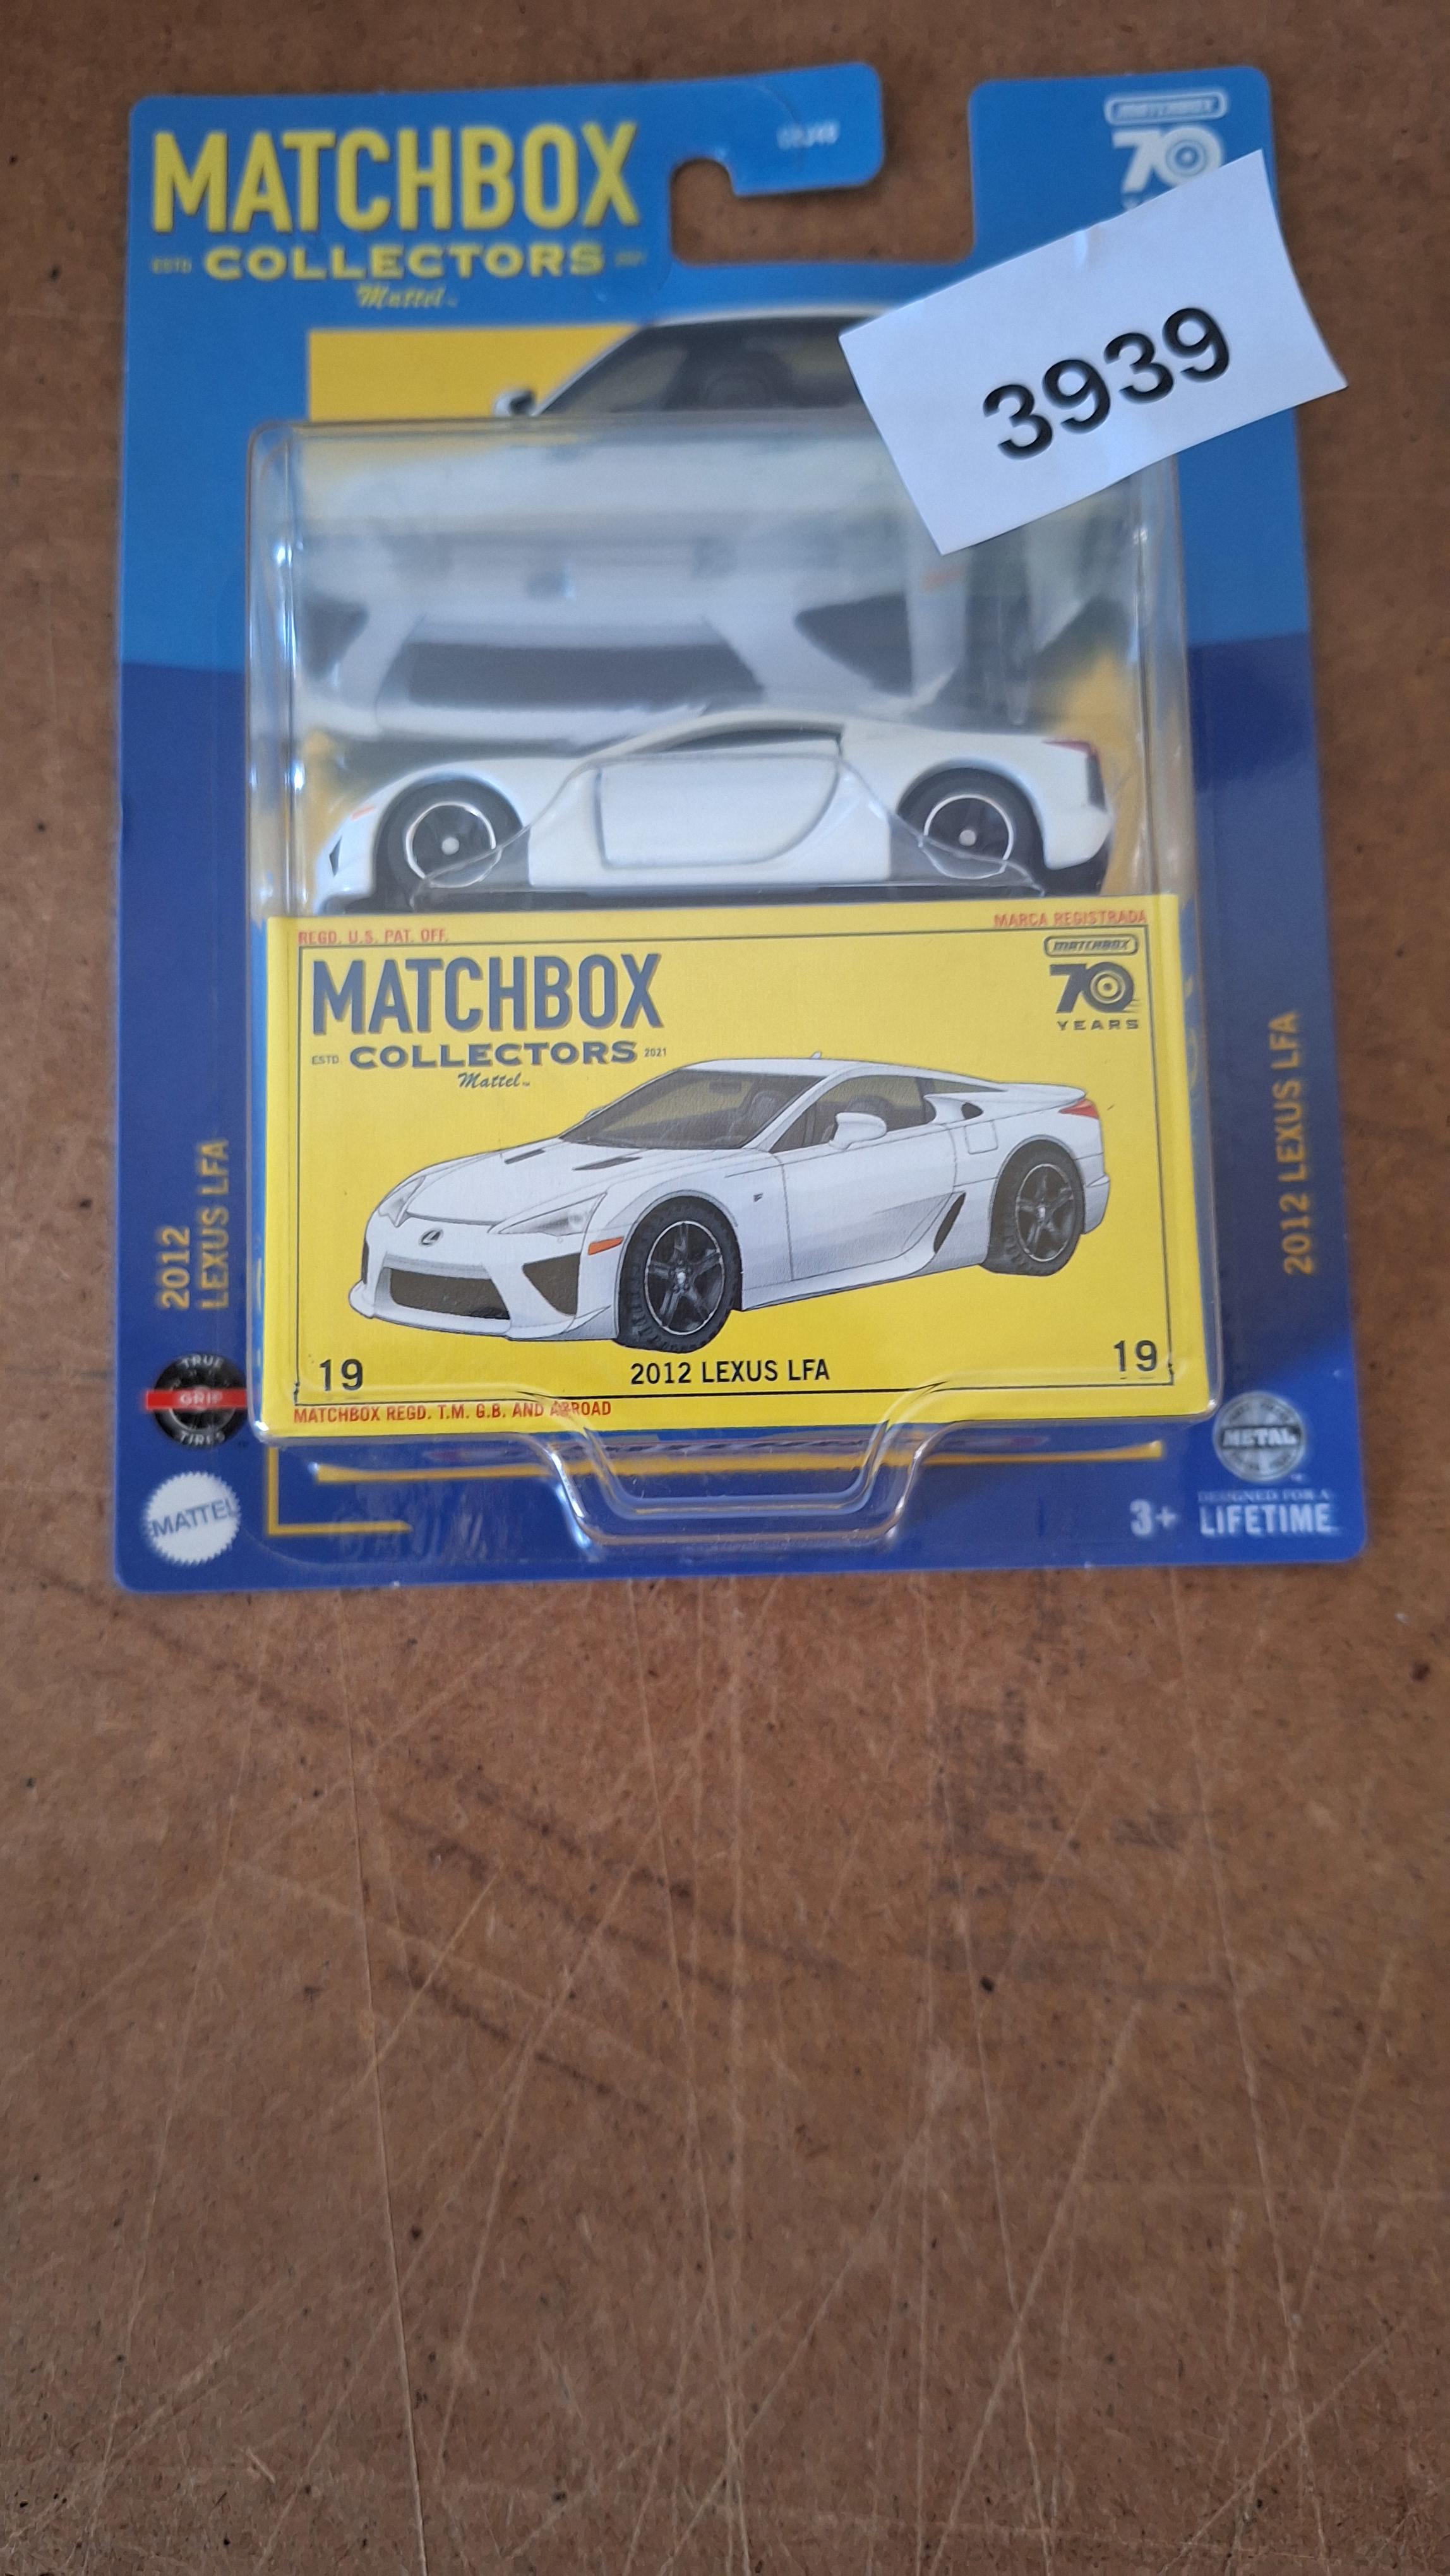 MATCHBOX
ESTD COLLECTORS 2021
Mattel
MATCHBOX
70
3939
REGD. U.S. PAT. OFF.
MARCA REGISTRADA
MATCHBOX
ESTD. COLLECTORS 2021
Mattel
MATCHBOX
70
YEARS
2012
LEXUS LFA
2012 LEXUS LFA
19
2012 LEXUS LFA
19
MATCHBOX REGD. T.M. G.B. AND ABROAD
TRUE
GRIP
TIRES
MATTEL
METAL
3+
DESIGNED FOR A
LIFETIME